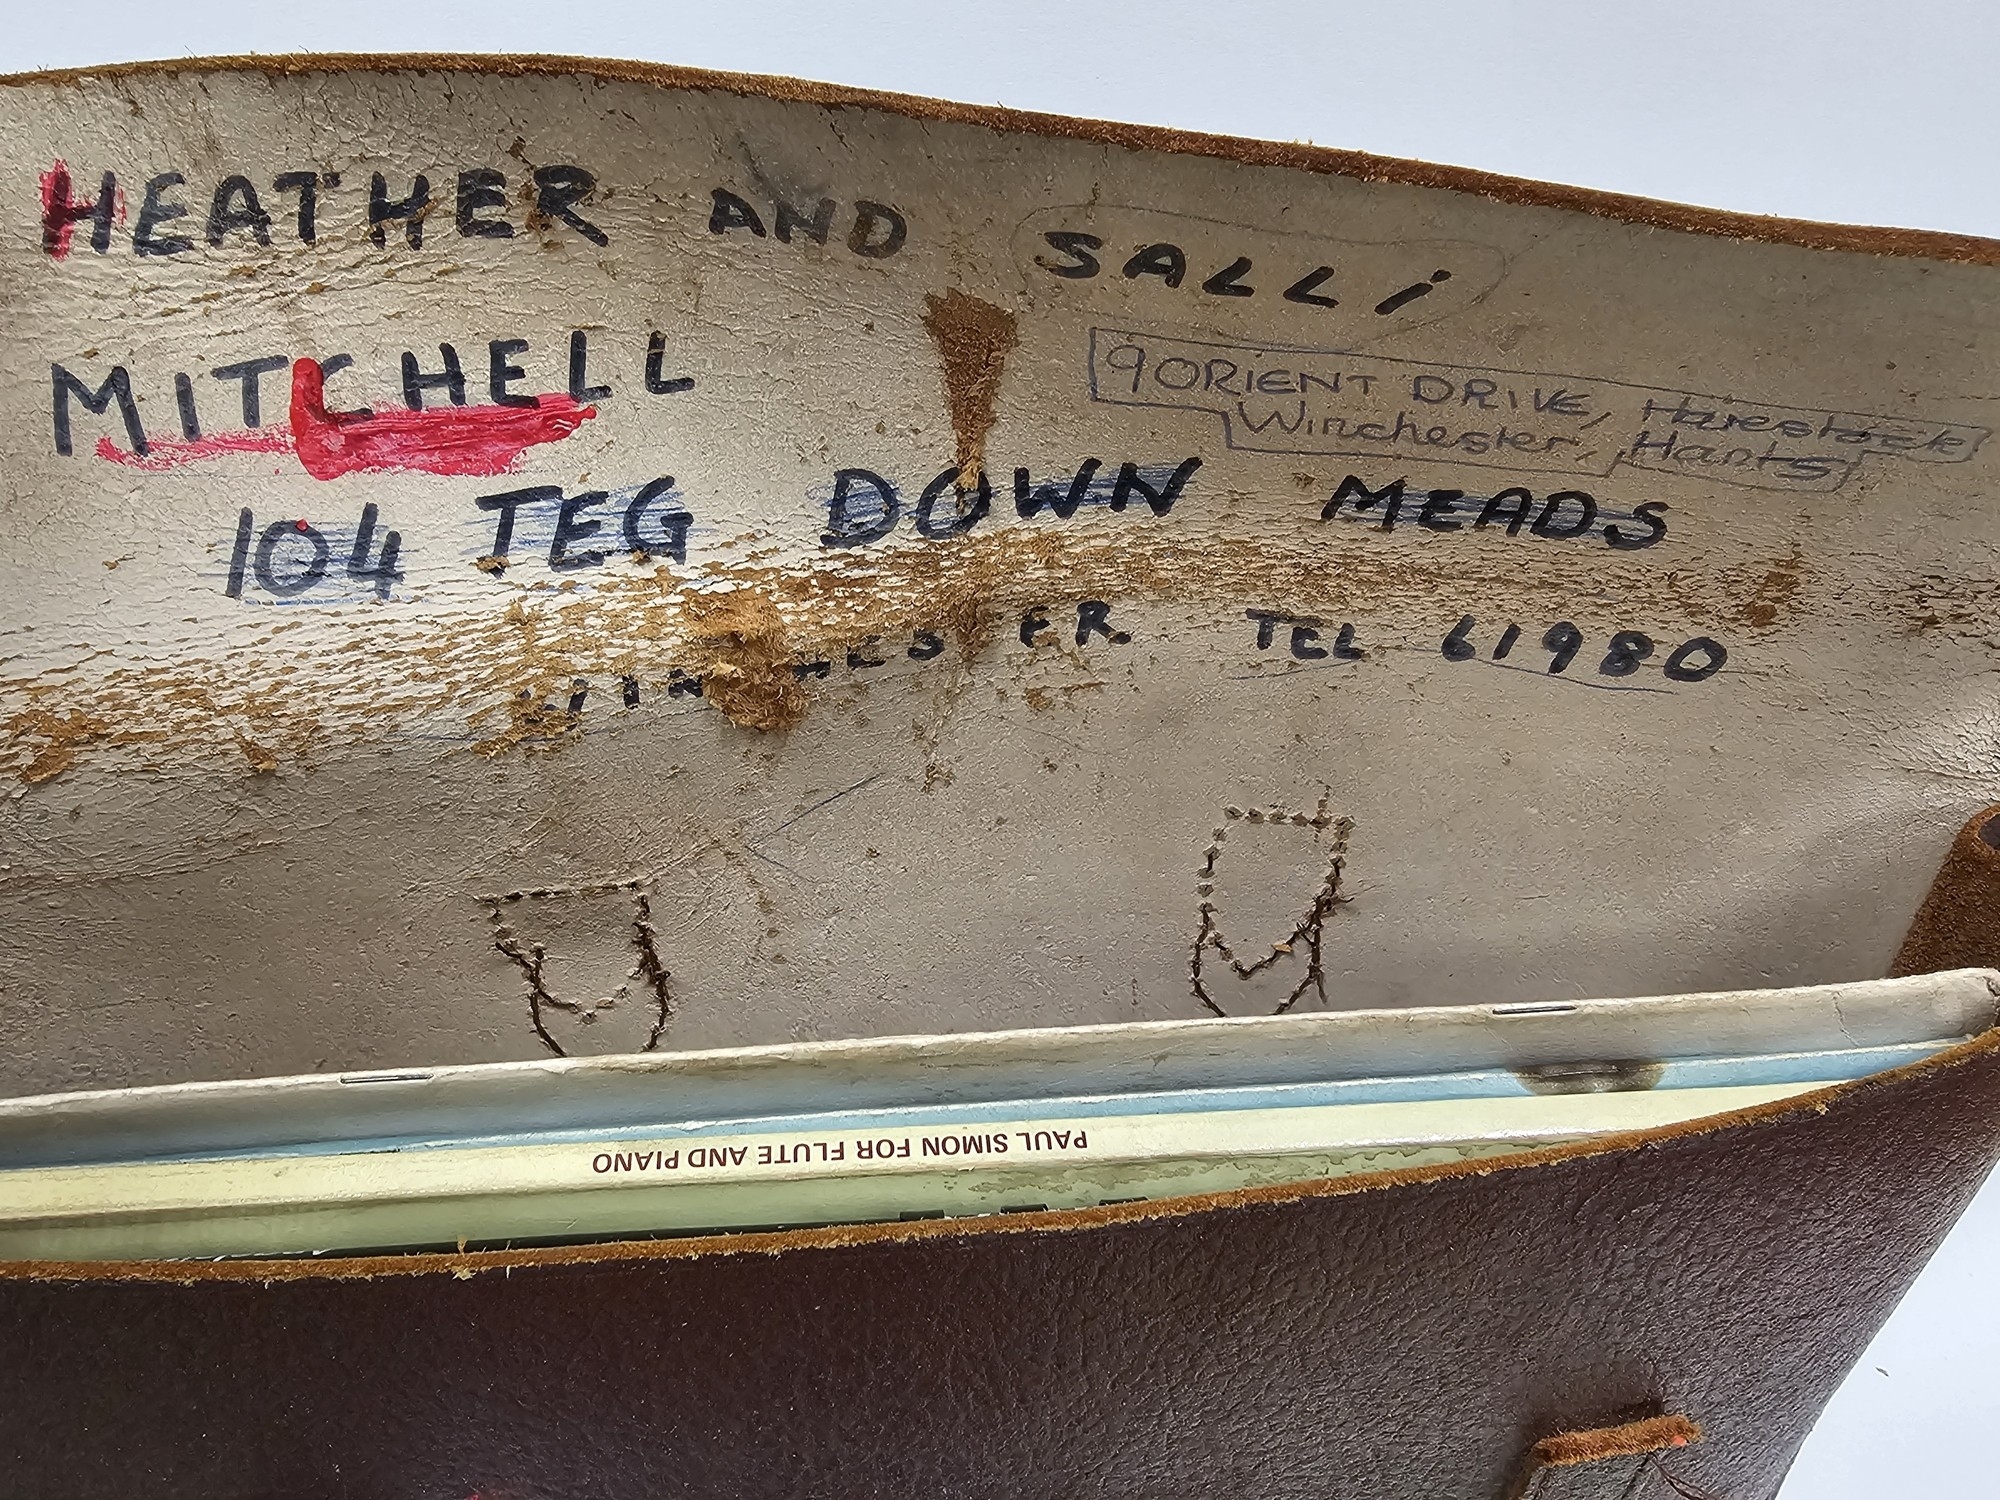 HEATHER AND SALLI
MITCHELL
9 ORIENT DRIVE, Harestock
Winchester, Hants
104 TEG DOWN MEADS
WINCHESTER TEL 61980
PAUL SIMON FOR FLUTE AND PIANO